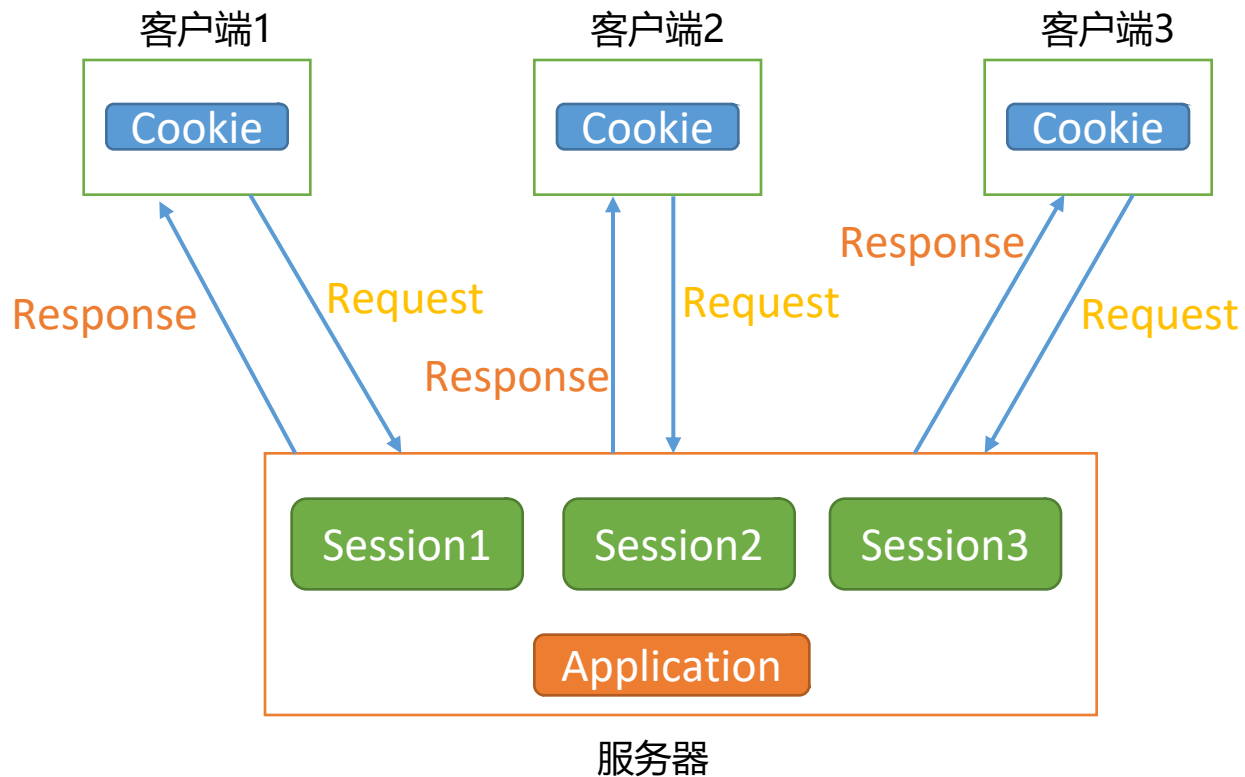 客户端1
客户端2
客户端3
Cookie
Cookie
Cookie
Response
Request
Response
Request
Response
Request
Session1
Session2
Session3
Application
服务器